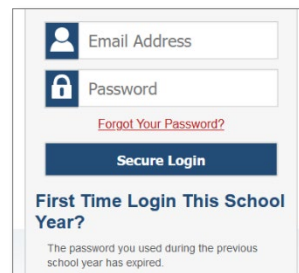 Email Address
Password
Forgot Your Password?
Secure Login
First Time Login This School
Year?
The password you used during the previous
school year has expired.